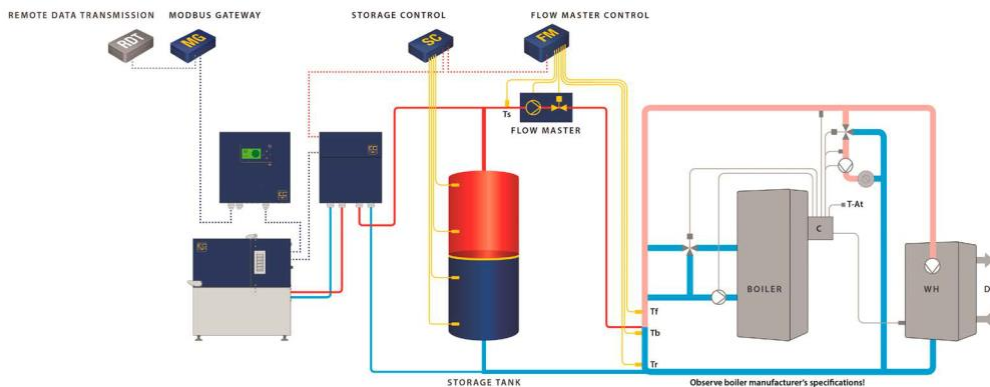 REMOTE DATA TRANSMISSION
MODBUS GATEWAY
STORAGE CONTROL
FLOW MASTER CONTROL
RDT
MG
SC
FM
Ts
FLOW MASTER
T-At
C
BOILER
WH
D
Tf
Tb
Tr
STORAGE TANK
Observe boiler manufacturer's specifications!